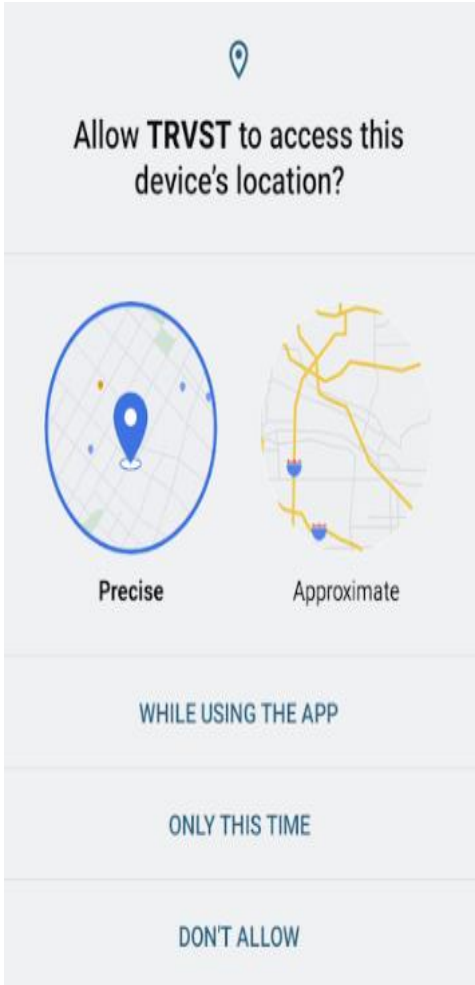 Allow TRVST to access this
device's location?
Precise
Approximate
WHILE USING THE APP
ONLY THIS TIME
DON'T ALLOW